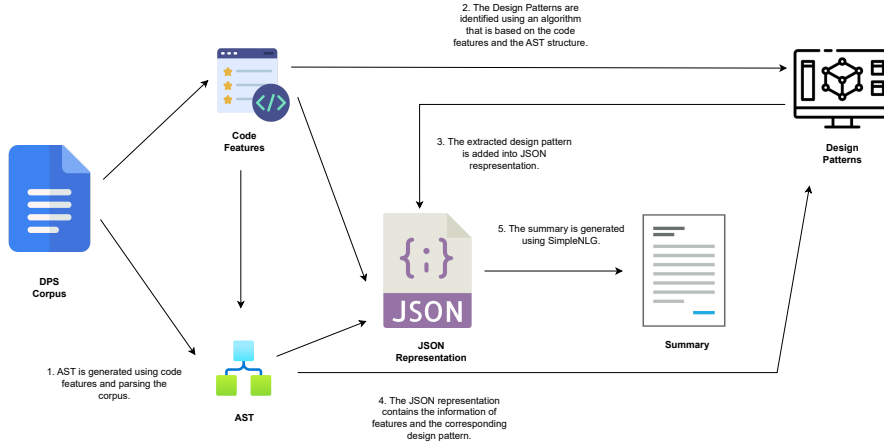 2. The Design Patterns are
identified using an algorithm
that is based on the code
features and the AST structure.
Code
Features
Design
Patterns
3. The extracted design pattern
is added into JSON
respresentation.
DPS
Corpus
5. The summary is generated
using SimpleNLG.
{;}
JSON
JSON
Representation
Summary
1. AST is generated using code
features and parsing the
corpus.
AST
4. The JSON representation
contains the information of
features and the corresponding
design pattern.